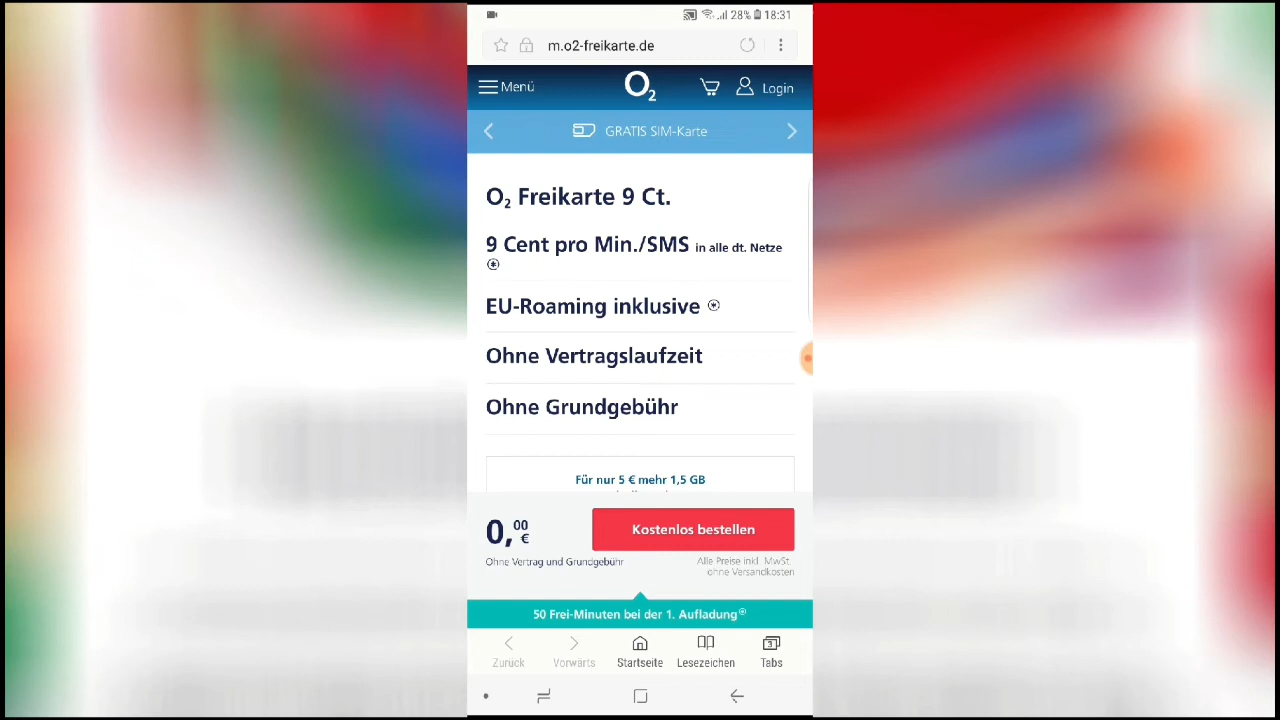 28% 18:31
m.o2-freikarte.de
Menü O2 Login
GRATIS SIM-Karte
O2 Freikarte 9 Ct.
9 Cent pro Min./SMS in alle dt. Netze
EU-Roaming inklusive
Ohne Vertragslaufzeit
Ohne Grundgebühr
Für nur 5 € mehr 1,5 GB
0,00 € Kostenlos bestellen
Ohne Vertrag und Grundgebühr
Alle Preise inkl. MwSt.
ohne Versandkosten
50 Frei-Minuten bei der 1. Aufladung
Zurück Vorwärts Startseite Lesezeichen 3 Tabs